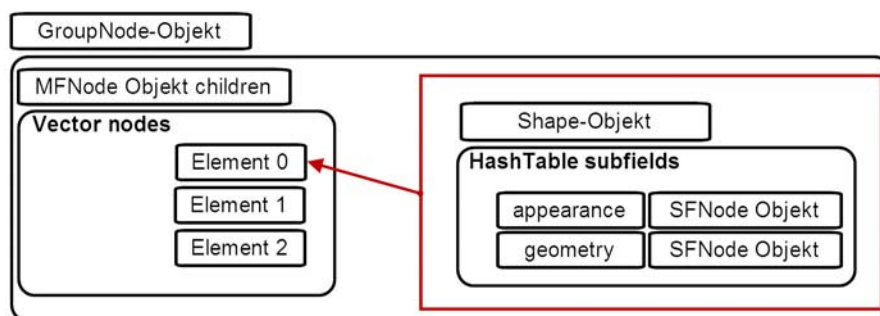 GroupNode-Objekt
MFNode Objekt children
Vector nodes
Element 0
Element 1
Element 2
Shape-Objekt
HashTable subfields
appearance SFNode Objekt
geometry SFNode Objekt